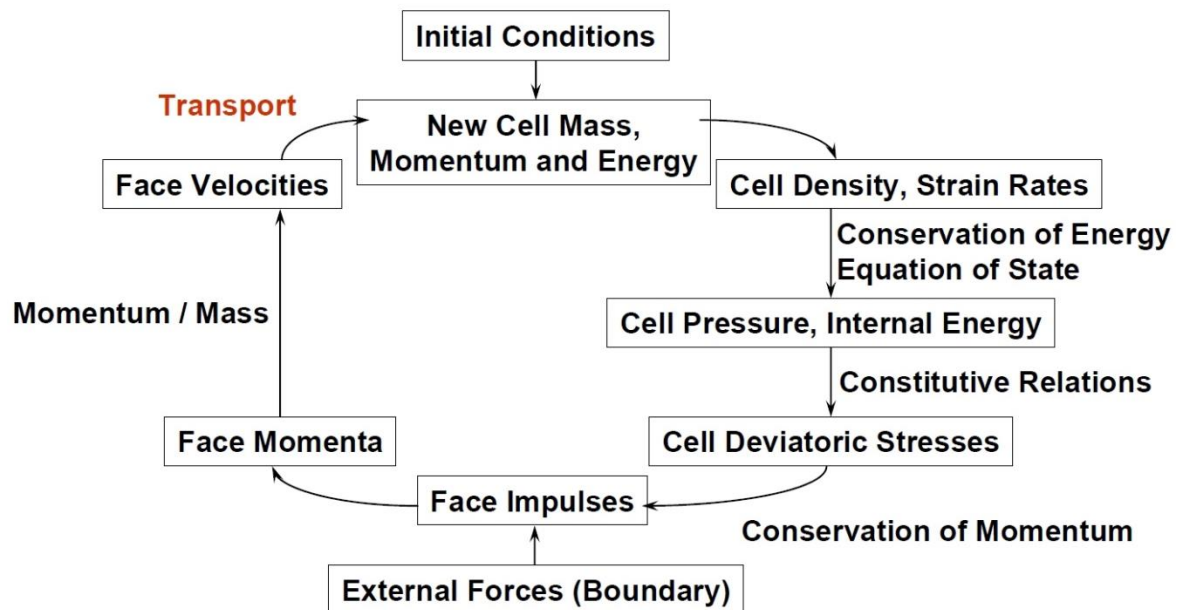 Initial Conditions
Transport
New Cell Mass,
Momentum and Energy
Face Velocities
Cell Density, Strain Rates
Conservation of Energy
Equation of State
Momentum / Mass
Cell Pressure, Internal Energy
Constitutive Relations
Face Momenta
Cell Deviatoric Stresses
Face Impulses
Conservation of Momentum
External Forces (Boundary)